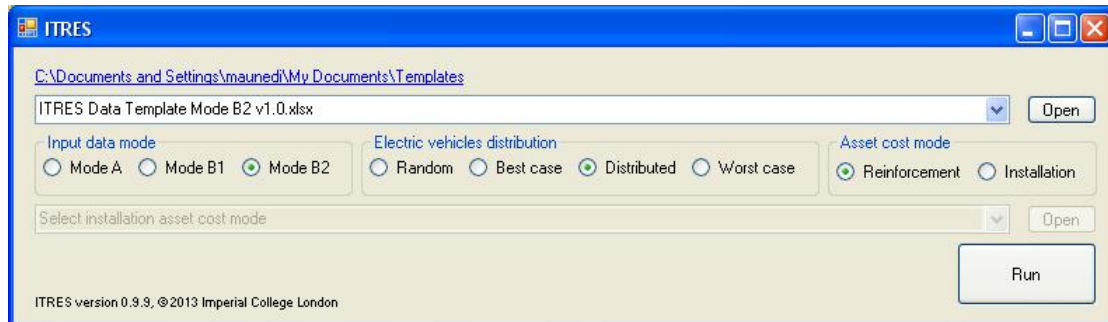 ITRES
C:\Documents and Settings\maunedi\My Documents\Templates
ITRES Data Template Mode B2 v1.0.xlsx
Open
Input data mode
Electric vehicles distribution
Asset cost mode
Mode A Mode B1 Mode B2
Random Best case Distributed Worst case
Reinforcement Installation
Select installation asset cost mode
Open
Run
ITRES version 0.9.9, ©2013 Imperial College London